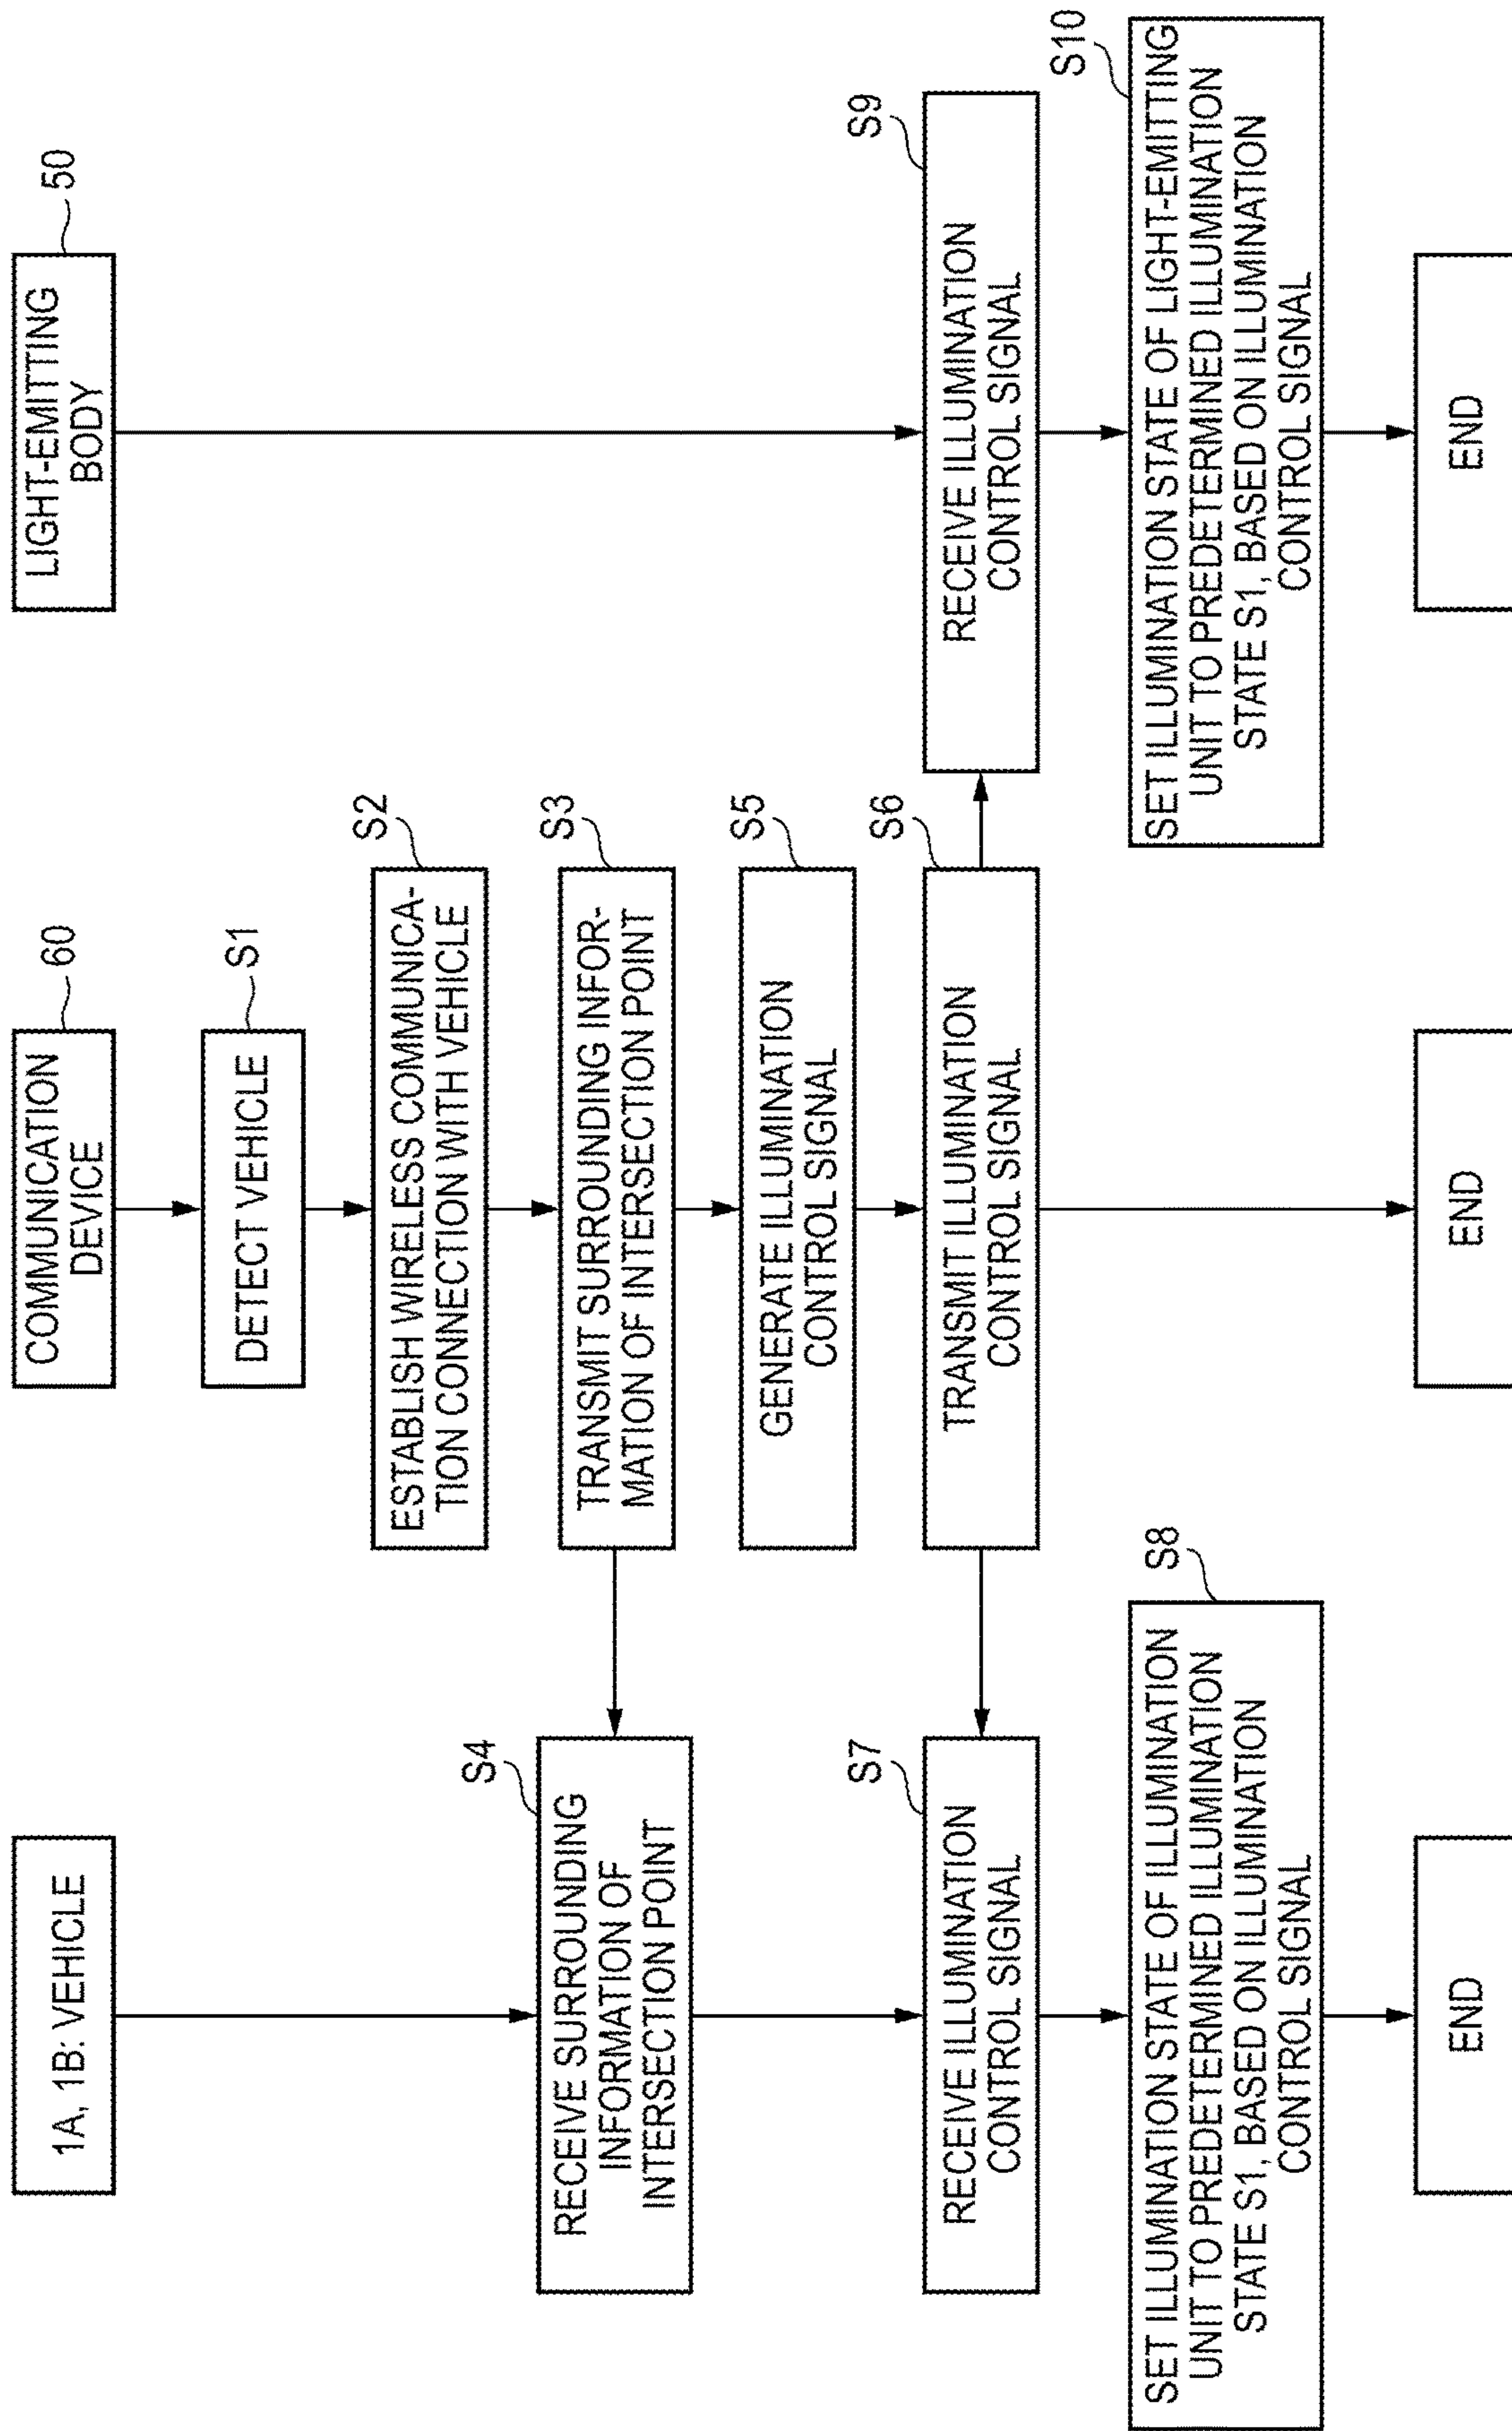 1A, 1B: VEHICLE
COMMUNICATION
DEVICE
60
LIGHT-EMITTING
BODY
50
DETECT VEHICLE
S1
ESTABLISH WIRELESS COMMUNICA-
TION CONNECTION WITH VEHICLE
S2
RECEIVE SURROUNDING
INFORMATION OF
INTERSECTION POINT
S4
TRANSMIT SURROUNDING INFOR-
MATION OF INTERSECTION POINT
S3
GENERATE ILLUMINATION
CONTROL SIGNAL
S5
RECEIVE ILLUMINATION
CONTROL SIGNAL
S7
TRANSMIT ILLUMINATION
CONTROL SIGNAL
S6
RECEIVE ILLUMINATION
CONTROL SIGNAL
S9
SET ILLUMINATION STATE OF ILLUMINATION
UNIT TO PREDETERMINED ILLUMINATION
STATE S1, BASED ON ILLUMINATION
CONTROL SIGNAL
S8
SET ILLUMINATION STATE OF LIGHT-EMITTING
UNIT TO PREDETERMINED ILLUMINATION
STATE S1, BASED ON ILLUMINATION
CONTROL SIGNAL
S10
END
END
END